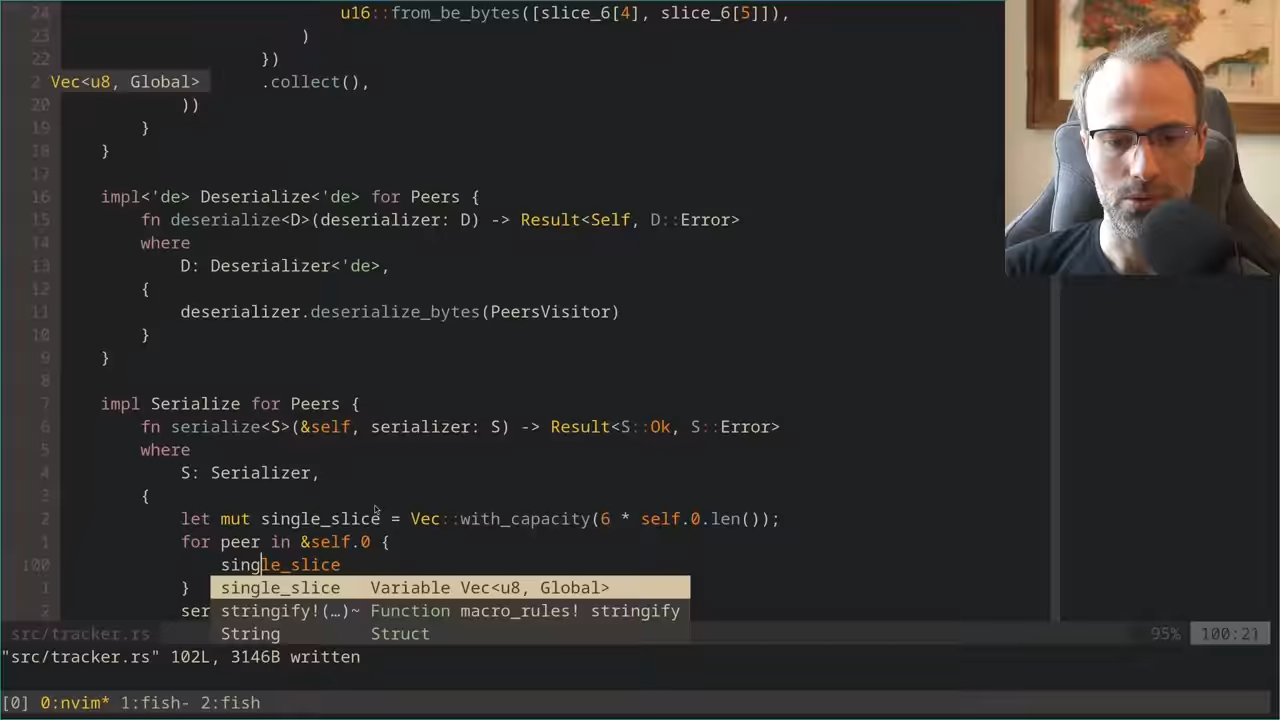 24 u16::from_be_bytes([slice_6[4], slice_6[5]]),
23 )
22 })
2 Vec<u8, Global> .collect(),
20 ))
19 }
18 }
17
16 impl<'de> Deserialize<'de> for Peers {
15 fn deserialize<D>(deserializer: D) -> Result<Self, D::Error>
14 where
13 D: Deserializer<'de>,
12 {
11 deserializer.deserialize_bytes(PeersVisitor)
10 }
9 }
8
7 impl Serialize for Peers {
6 fn serialize<S>(&self, serializer: S) -> Result<S::Ok, S::Error>
5 where
4 S: Serializer,
3 {
2 let mut single_slice = Vec::with_capacity(6 * self.0.len());
1 for peer in &self.0 {
100 single_slice
1 } single_slice Variable Vec<u8, Global>
2 ser stringify!(…)~ Function macro_rules! stringify
String Struct
src/tracker.rs 95% 100:21
"src/tracker.rs" 102L, 3146B written
[0] 0:nvim* 1:fish- 2:fish